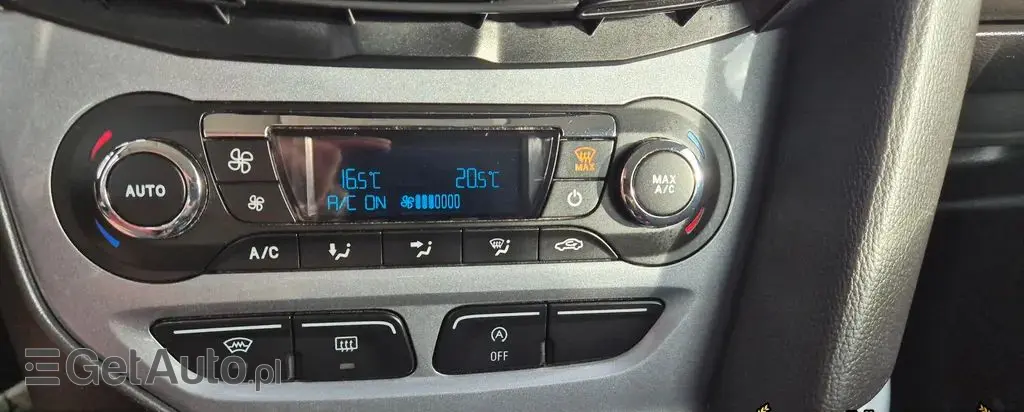 MAX
16.5°C 20.5°C
AUTO
MAX
A/C
A/C ON
A/C
A
OFF
GetAuto.pl